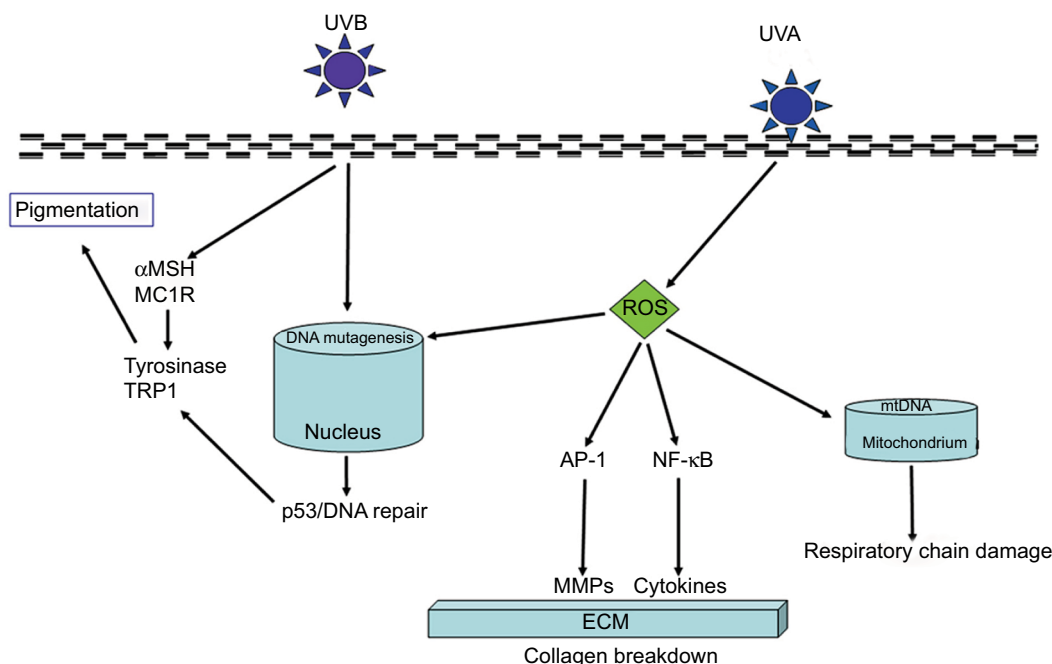 UVB
UVA
Pigmentation
αMSH
MC1R
ROS
DNA mutagenesis
Tyrosinase
TRP1
mtDNA
Nucleus
Mitochondrium
AP-1
NF-κB
p53/DNA repair
Respiratory chain damage
MMPs
Cytokines
ECM
Collagen breakdown